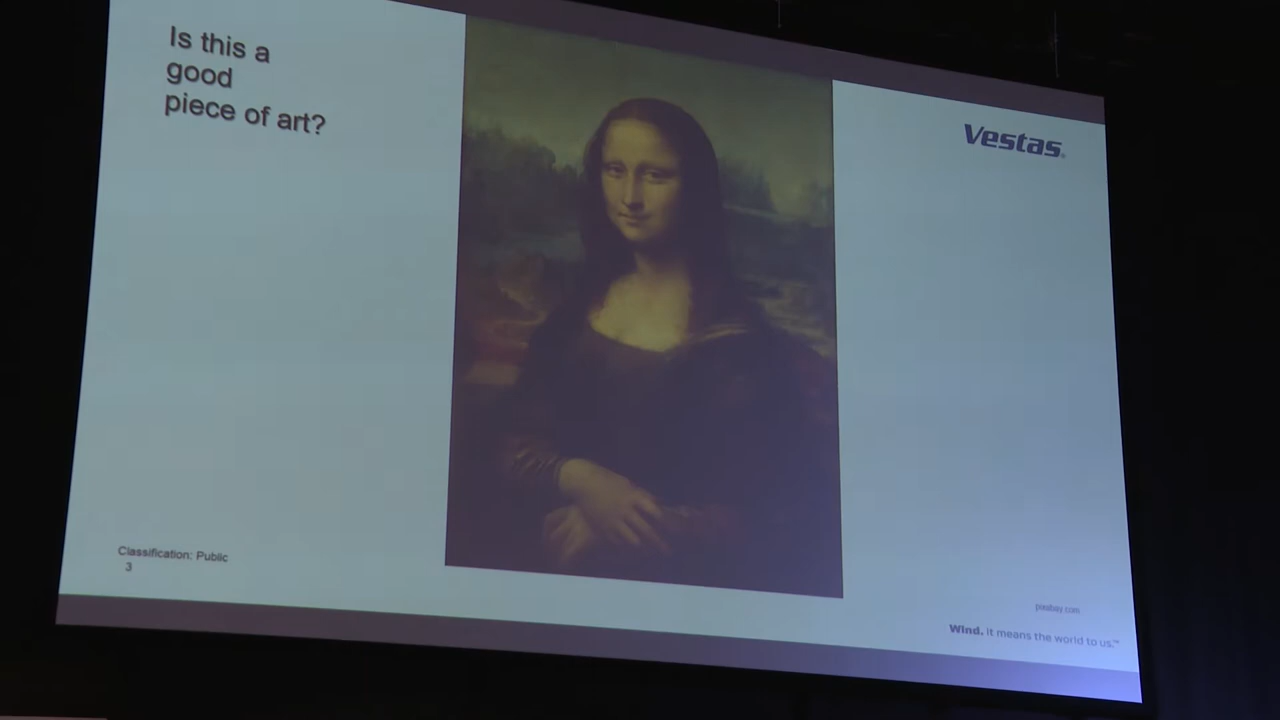 Is this a
good
piece of art?
Vestas
Classification: Public
3
pixabay.com
Wind. It means the world to us.™